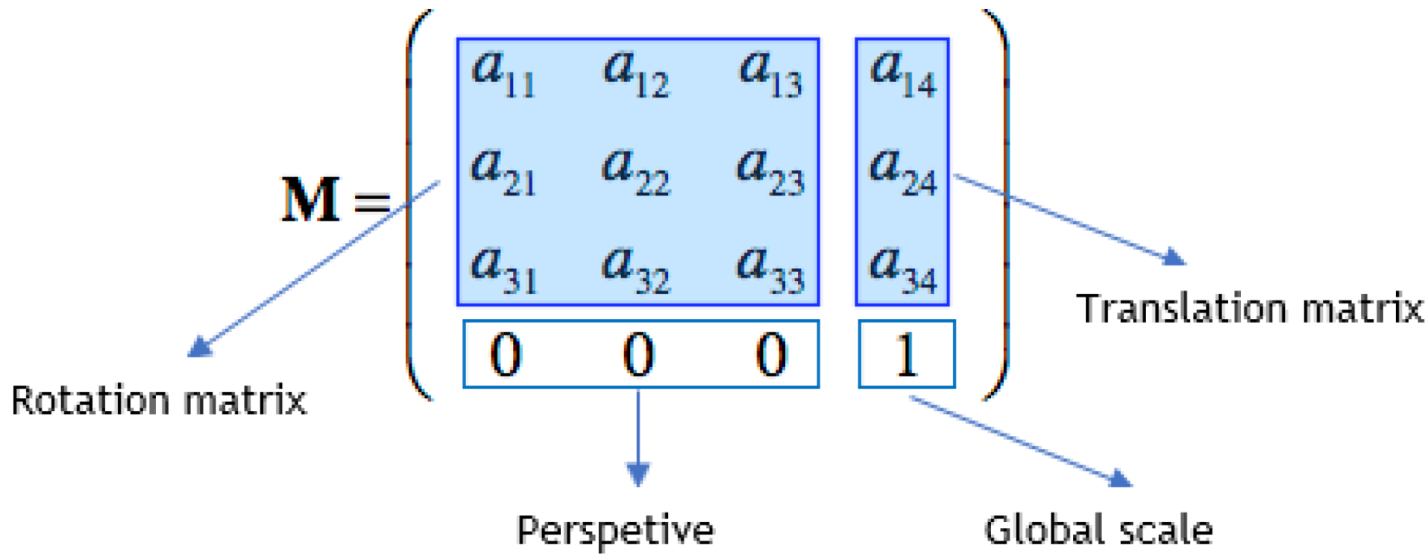 a₁₁ a₁₂ a₁₃ a₁₄
a₂₁ a₂₂ a₂₃ a₂₄
M =
a₃₁ a₃₂ a₃₃ a₃₄
0 0 0 1
Translation matrix
Rotation matrix
Perspetive
Global scale